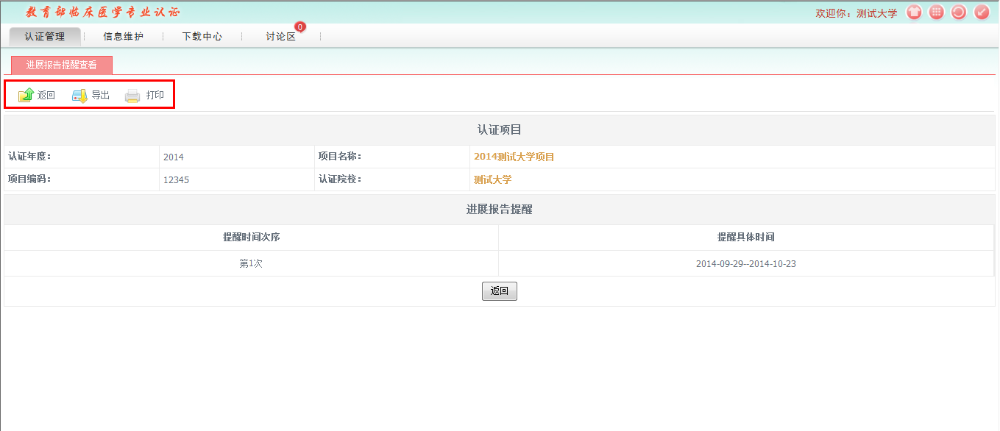 教育部临床医学专业认证
欢迎你：测试大学
认证管理 信息维护 下载中心 讨论区 0
进展报告提醒查看
返回 导出 打印
认证项目
认证年度： 2014 项目名称： 2014测试大学项目
项目编码： 12345 认证院校： 测试大学
进展报告提醒
提醒时间次序 提醒具体时间
第1次 2014-09-29--2014-10-23
返回